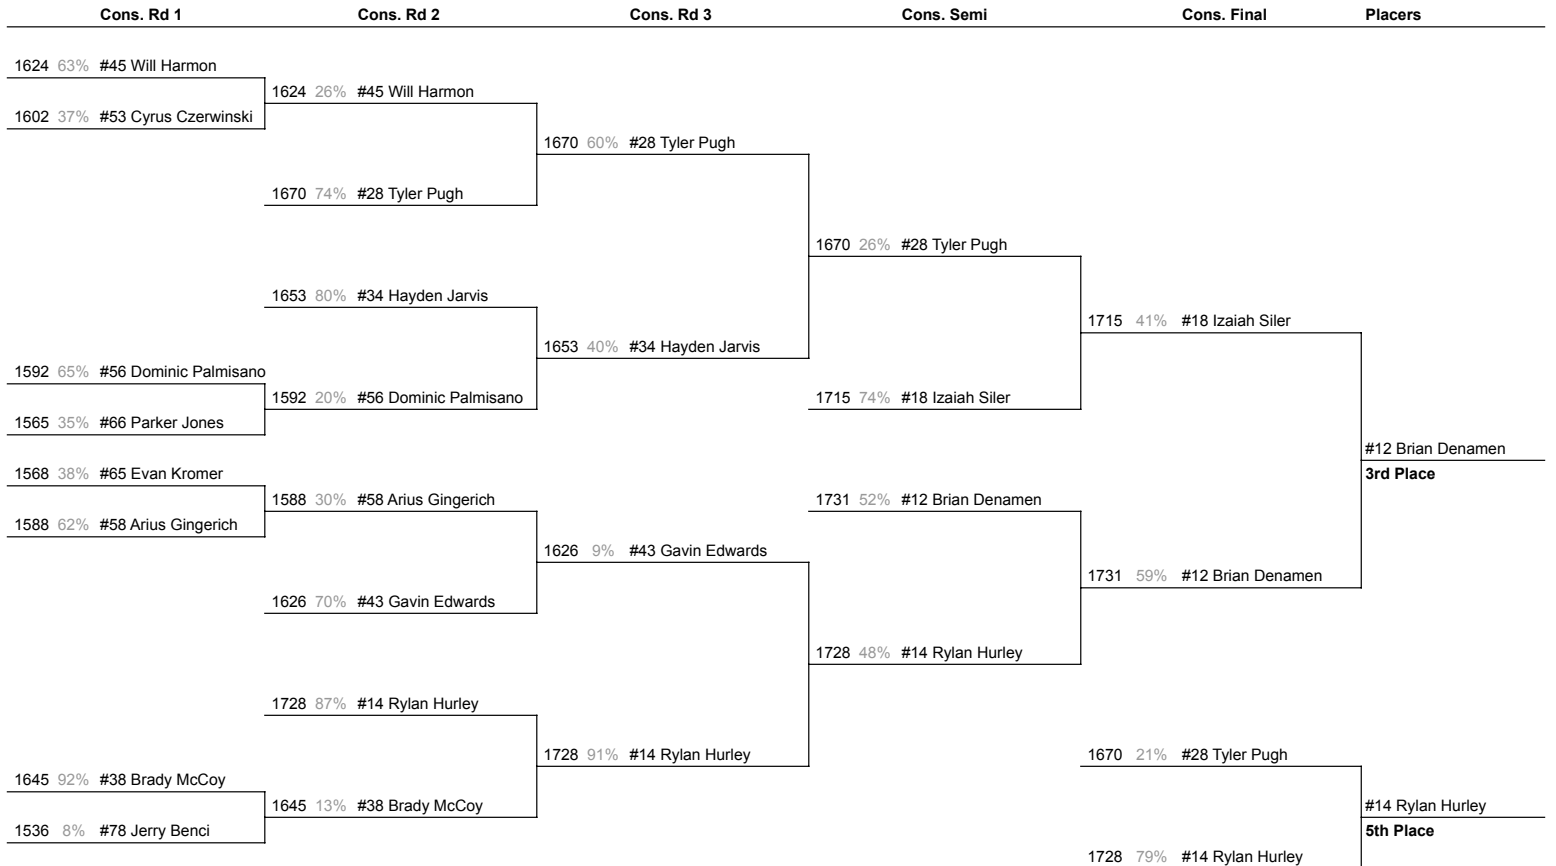 Cons. Rd 1 Cons. Rd 2 Cons. Rd 3 Cons. Semi Cons. Final Placers
1624 63% #45 Will Harmon
1624 26% #45 Will Harmon
1602 37% #53 Cyrus Czerwinski
1670 60% #28 Tyler Pugh
1670 74% #28 Tyler Pugh
1670 26% #28 Tyler Pugh
1653 80% #34 Hayden Jarvis
1715 41% #18 Izaiah Siler
1653 40% #34 Hayden Jarvis
1592 65% #56 Dominic Palmisano
1592 20% #56 Dominic Palmisano 1715 74% #18 Izaiah Siler
1565 35% #66 Parker Jones
#12 Brian Denamen
1568 38% #65 Evan Kromer 3rd Place
1588 30% #58 Arius Gingerich 1731 52% #12 Brian Denamen
1588 62% #58 Arius Gingerich
1626 9% #43 Gavin Edwards
1731 59% #12 Brian Denamen
1626 70% #43 Gavin Edwards
1728 48% #14 Rylan Hurley
1728 87% #14 Rylan Hurley
1728 91% #14 Rylan Hurley 1670 21% #28 Tyler Pugh
1645 92% #38 Brady McCoy
1645 13% #38 Brady McCoy #14 Rylan Hurley
1536 8% #78 Jerry Benci 5th Place
1728 79% #14 Rylan Hurley